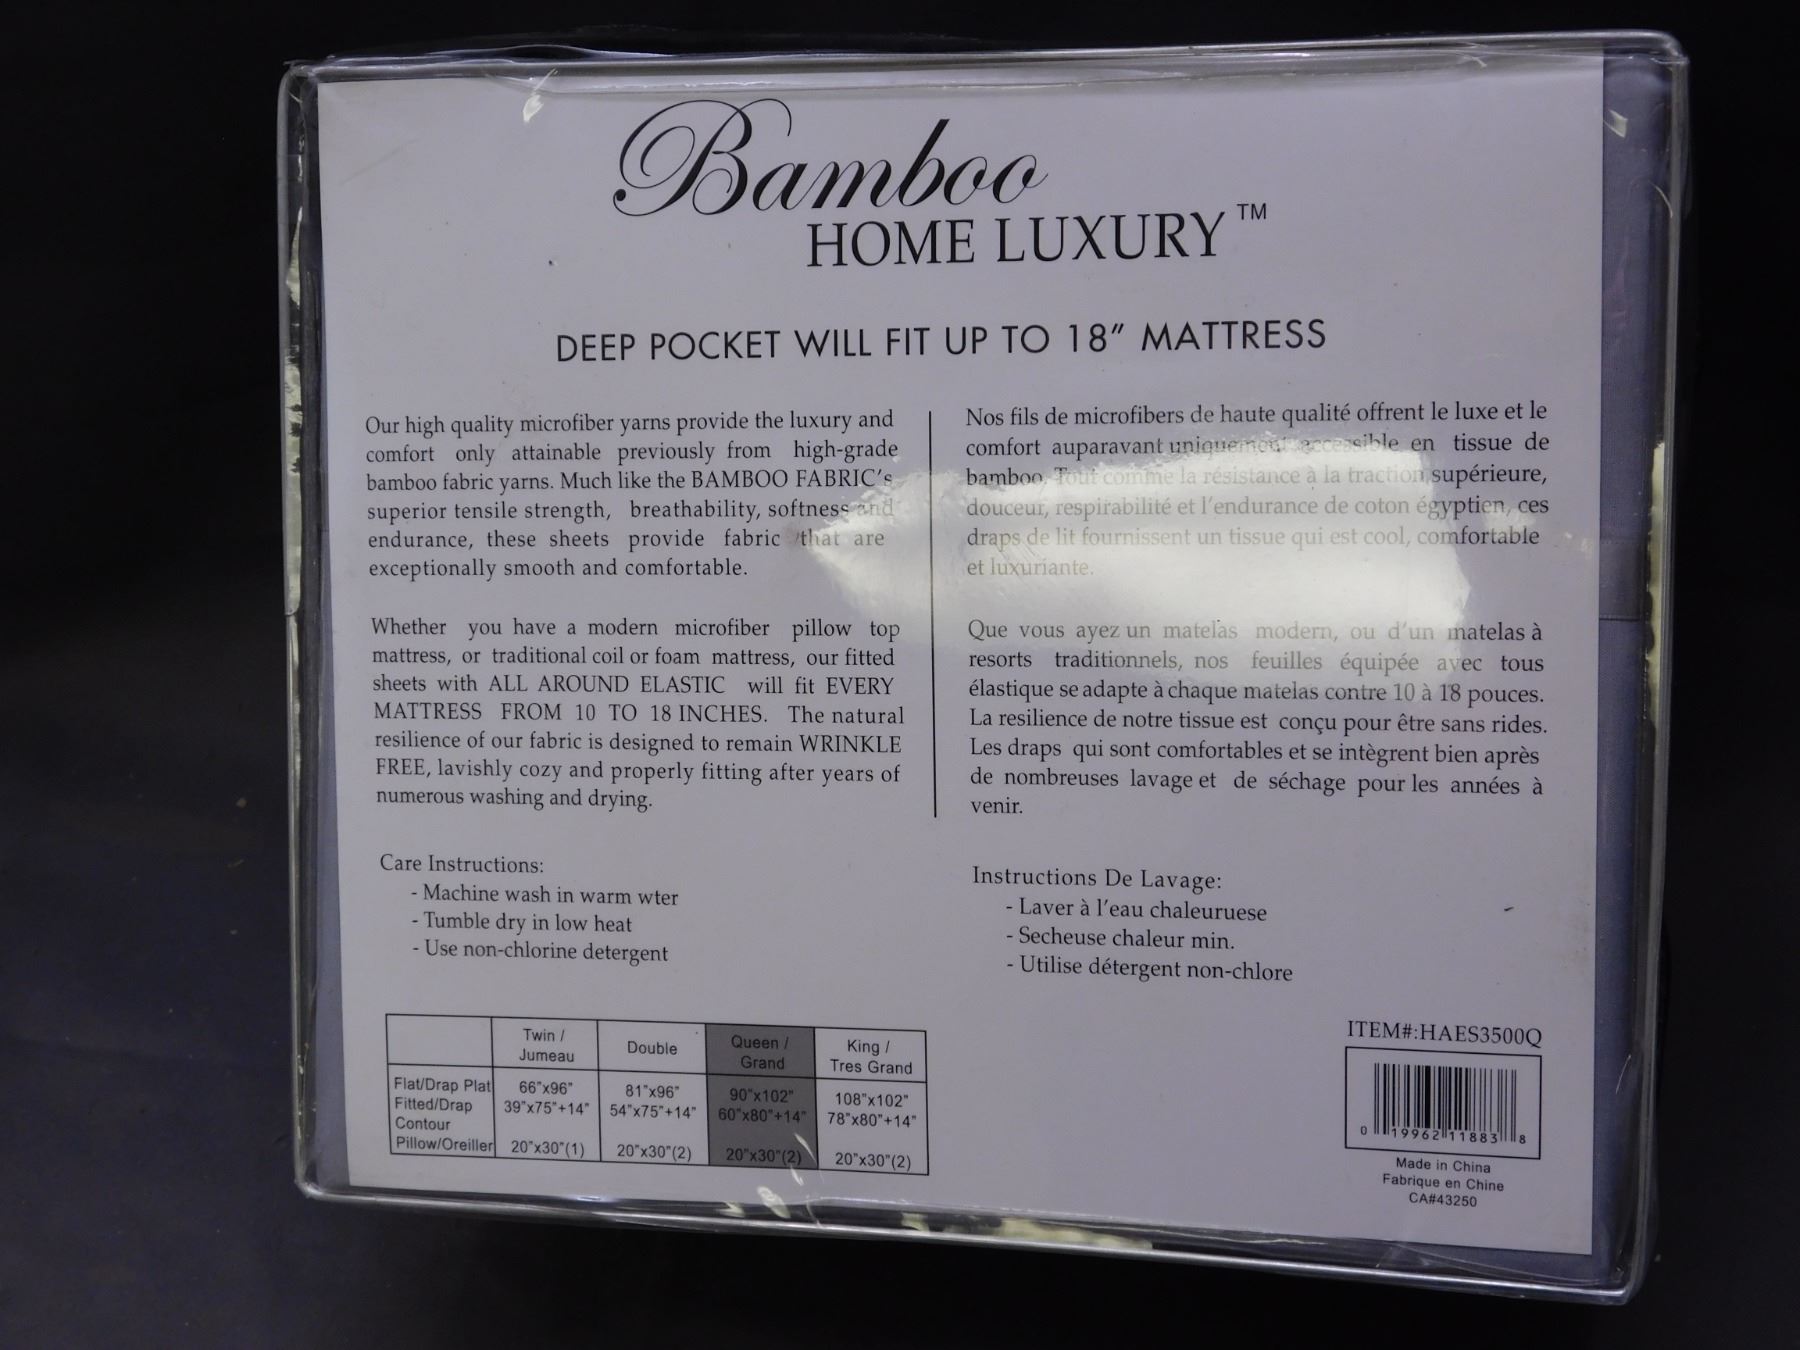 Bamboo
HOME LUXURY™
DEEP POCKET WILL FIT UP TO 18" MATTRESS
Our high quality microfiber yarns provide the luxury and
comfort only attainable previously from high-grade
bamboo fabric yarns. Much like the BAMBOO FABRIC's
superior tensile strength, breathability, softness and
endurance, these sheets provide fabric that are
exceptionally smooth and comfortable.
Whether you have a modern microfiber pillow top
mattress, or traditional coil or foam mattress, our fitted
sheets with ALL AROUND ELASTIC will fit EVERY
MATTRESS FROM 10 TO 18 INCHES. The natural
resilience of our fabric is designed to remain WRINKLE
FREE, lavishly cozy and properly fitting after years of
numerous washing and drying.
Care Instructions:
- Machine wash in warm wter
- Tumble dry in low heat
- Use non-chlorine detergent
Nos fils de microfibers de haute qualité offrent le luxe et le
comfort auparavant uniquement accessible en tissue de
bamboo. Tout comme la résistance à la traction supérieure,
douceur, respirabilité et l'endurance de coton égyptien, ces
draps de lit fournissent un tissue qui est cool, comfortable
et luxuriante.
Que vous ayez un matelas modern, ou d'un matelas à
resorts traditionnels, nos feuilles équipée avec tous
élastique se adapte à chaque matelas contre 10 à 18 pouces.
La resilience de notre tissue est conçu pour être sans rides.
Les draps qui sont comfortables et se intègrent bien après
de nombreuses lavage et de séchage pour les années à
venir.
Instructions De Lavage:
- Laver à l'eau chaleuruese
- Secheuse chaleur min.
- Utilise détergent non-chlore
Twin / Double Queen / King /
Jumeau Grand Tres Grand
Flat/Drap Plat 66"x96" 81"x96" 90"x102" 108"x102"
Fitted/Drap 39"x75"+14" 54"x75"+14" 60"x80"+14" 78"x80"+14"
Contour
Pillow/Oreiller 20"x30"(1) 20"x30"(2) 20"x30"(2) 20"x30"(2)
ITEM#:HAES3500Q
0 19962 11883 8
Made in China
Fabrique en Chine
CA#43250